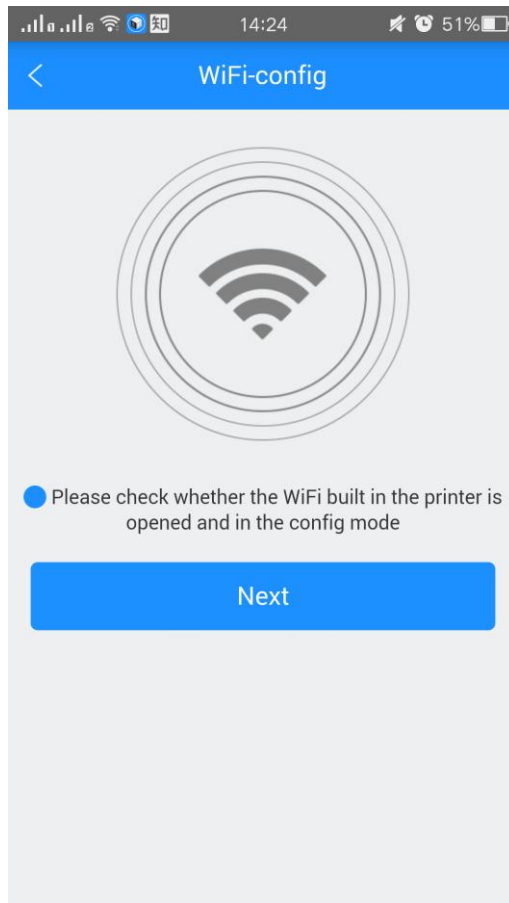 知 14:24 51%
WiFi-config
Please check whether the WiFi built in the printer is
opened and in the config mode
Next